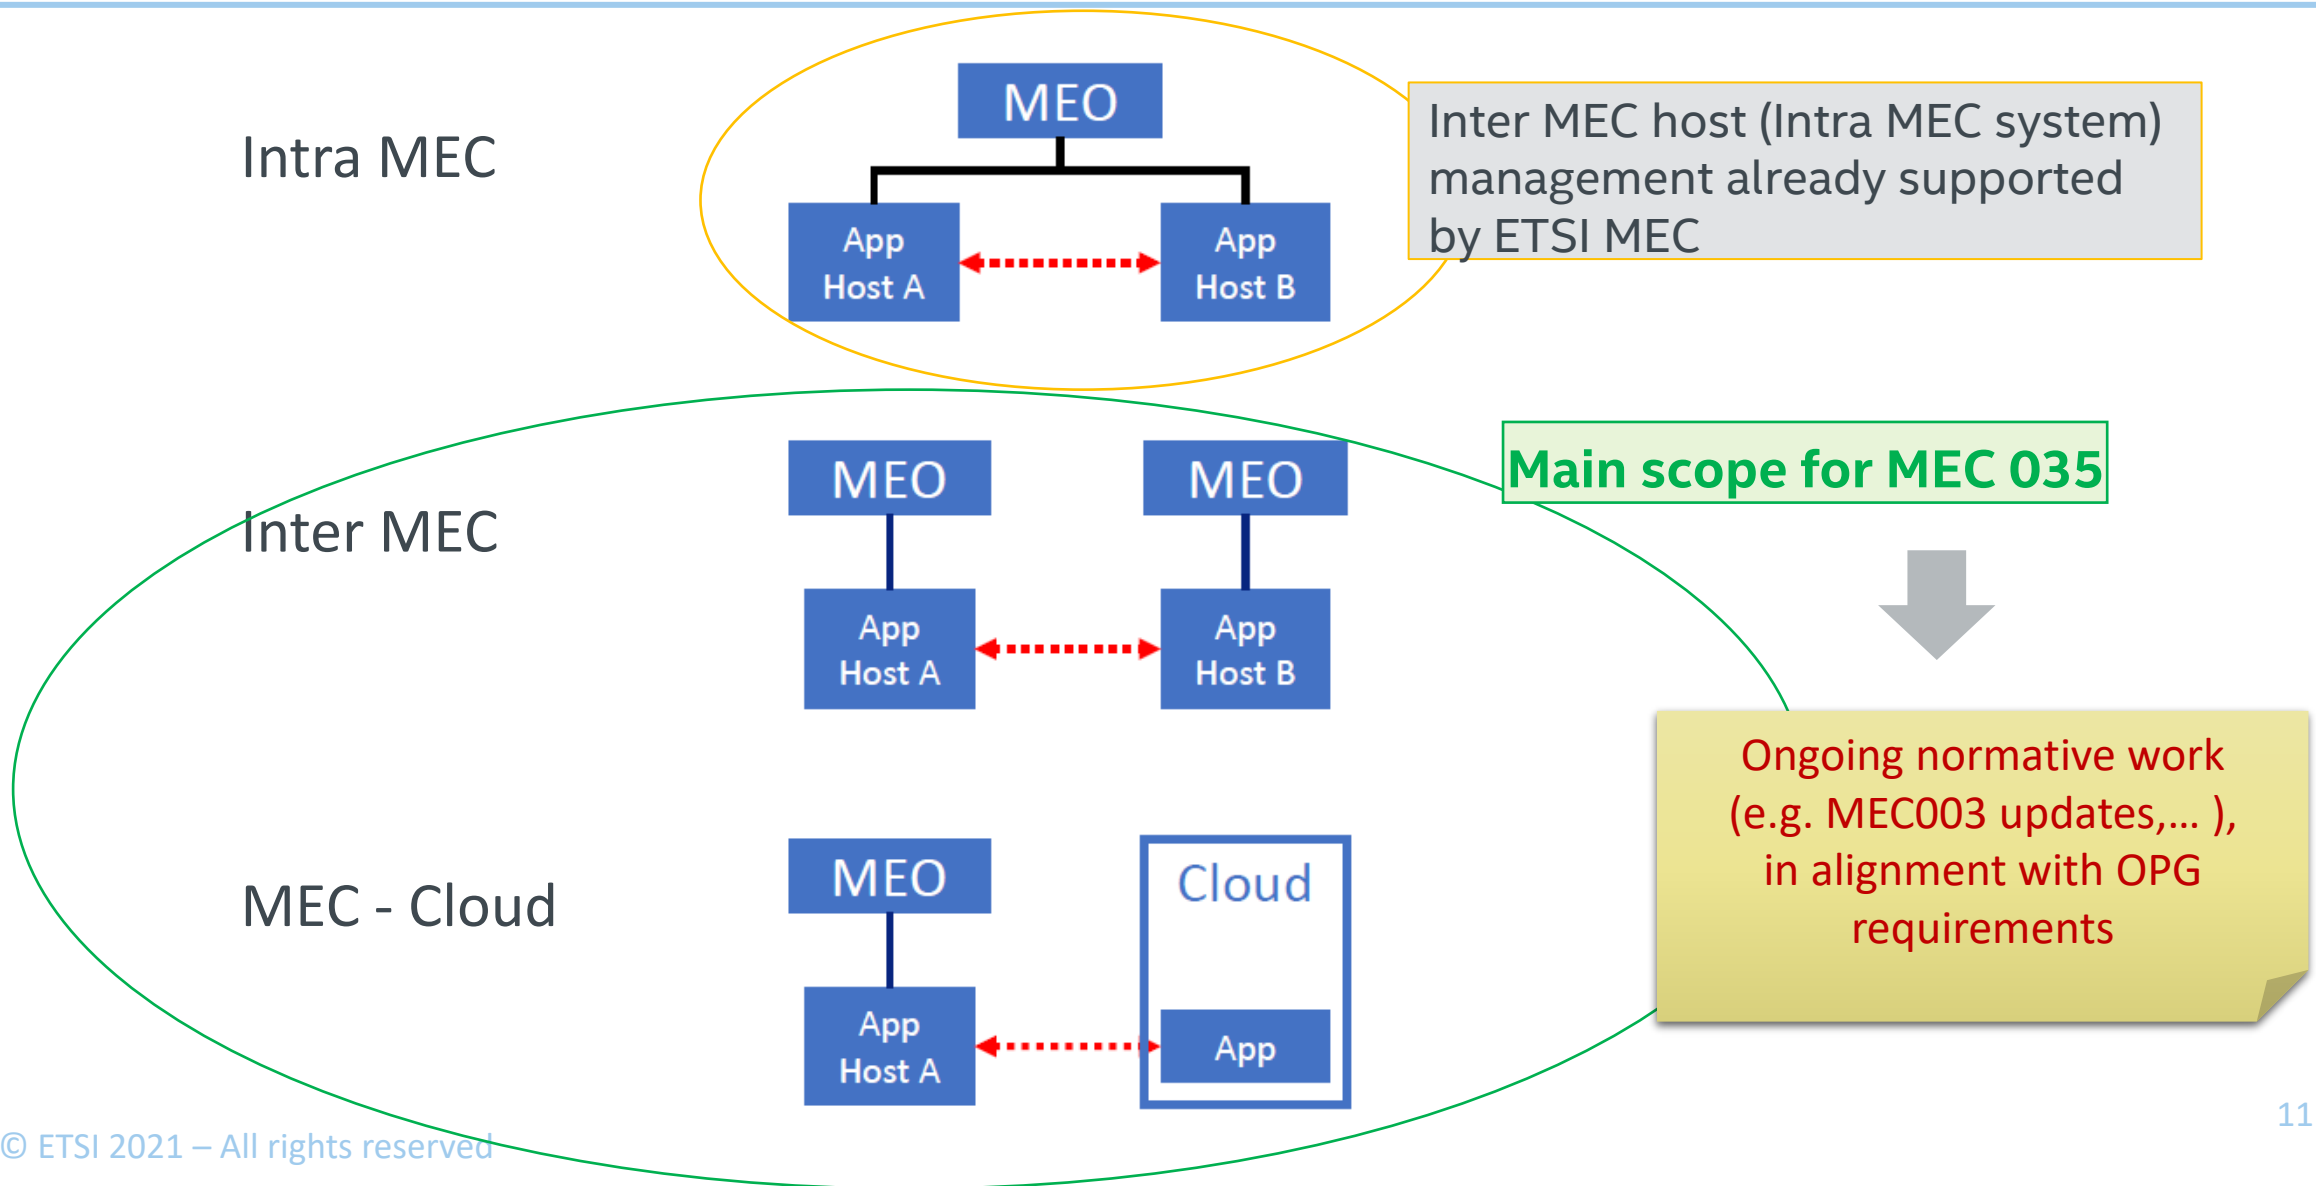 Intra MEC
MEO
App
Host A
App
Host B
Inter MEC host (Intra MEC system)
management already supported
by ETSI MEC
Inter MEC
MEO
MEO
App
Host A
App
Host B
Main scope for MEC 035
Ongoing normative work
(e.g. MEC003 updates,... ),
in alignment with OPG
requirements
MEC - Cloud
MEO
App
Host A
Cloud
App
© ETSI 2021 – All rights reserved
11